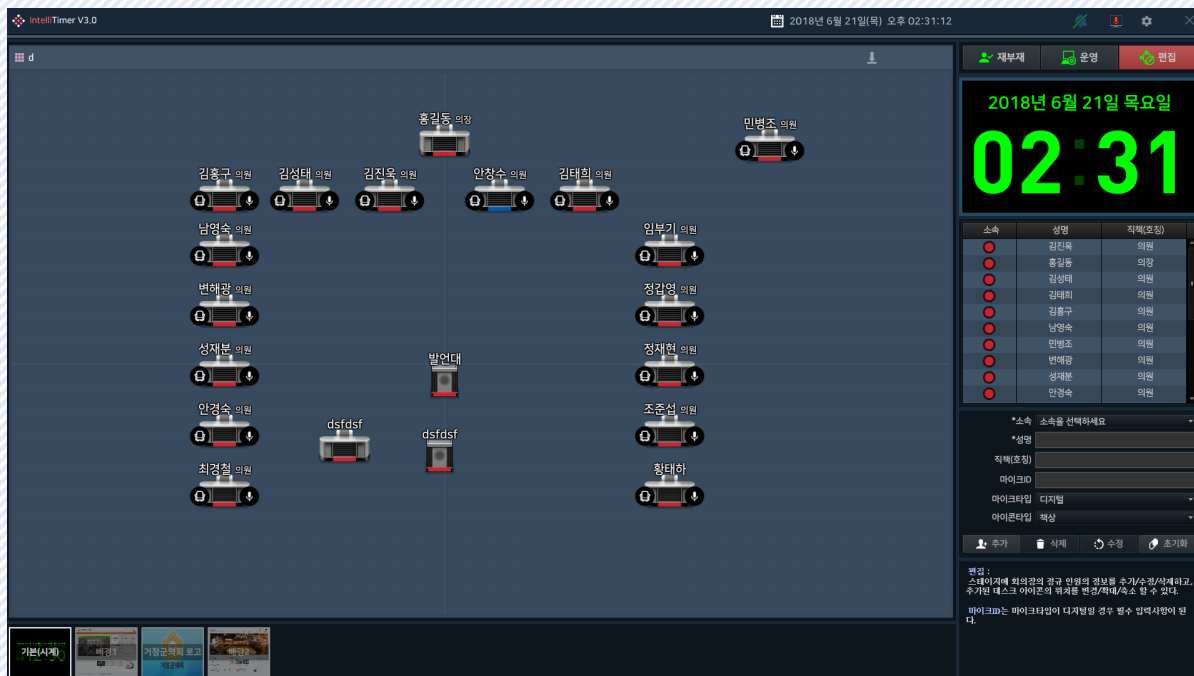 IntelliTimer V3.0
2018년 6월 21일(목) 오후 02:31:12
d
재부재
운영
편집
2018년 6월 21일 목요일
02:31
홍길동 의장
민병조 의원
김홍구 의원
김성태 의원
김진욱 의원
안창수 의원
김태희 의원
남영숙 의원
임부기 의원
변해광 의원
정갑영 의원
성재분 의원
발언대
정재현 의원
안경숙 의원
dsfdsf
dsfdsf
조준섭 의원
최경철 의원
황태하
소속 성명 직책(호칭)
김진욱 의원
홍길동 의장
김성태 의원
김태희 의원
김홍구 의원
남영숙 의원
민병조 의원
변해광 의원
성재분 의원
안경숙 의원
*소속 소속을 선택하세요
*성명
직책(호칭)
마이크ID
마이크타입 디지털
아이콘타입 책상
추가
삭제
수정
초기화
편집 :
스테이지에 회의장의 정규 인원의 정보를 추가/수정/삭제하고,
추가된 데스크 아이콘의 위치를 변경/확대/축소 할 수 있다.
마이크ID는 마이크타입이 디지털일 경우 필수 입력사항이 된
다.
기본(시계)
배경1
거창군의회 로고
거창군의회
배경2